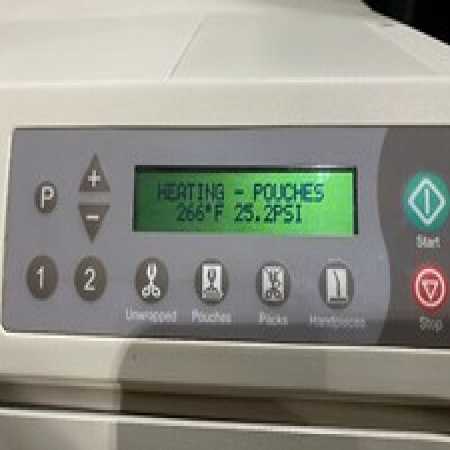 HEATING - POUCHES
266°F 25.2PSI
P
+
−
1
2
Unwrapped
Pouches
Packs
Handpieces
Start
Stop